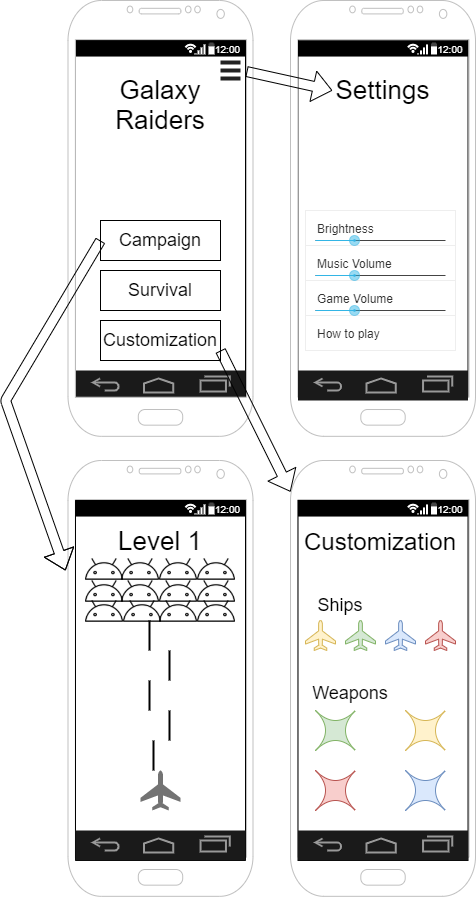 12:00
Galaxy
Raiders
Campaign
Survival
Customization
12:00
Settings
Brightness
Music Volume
Game Volume
How to play
12:00
Level 1
12:00
Customization
Ships
Weapons